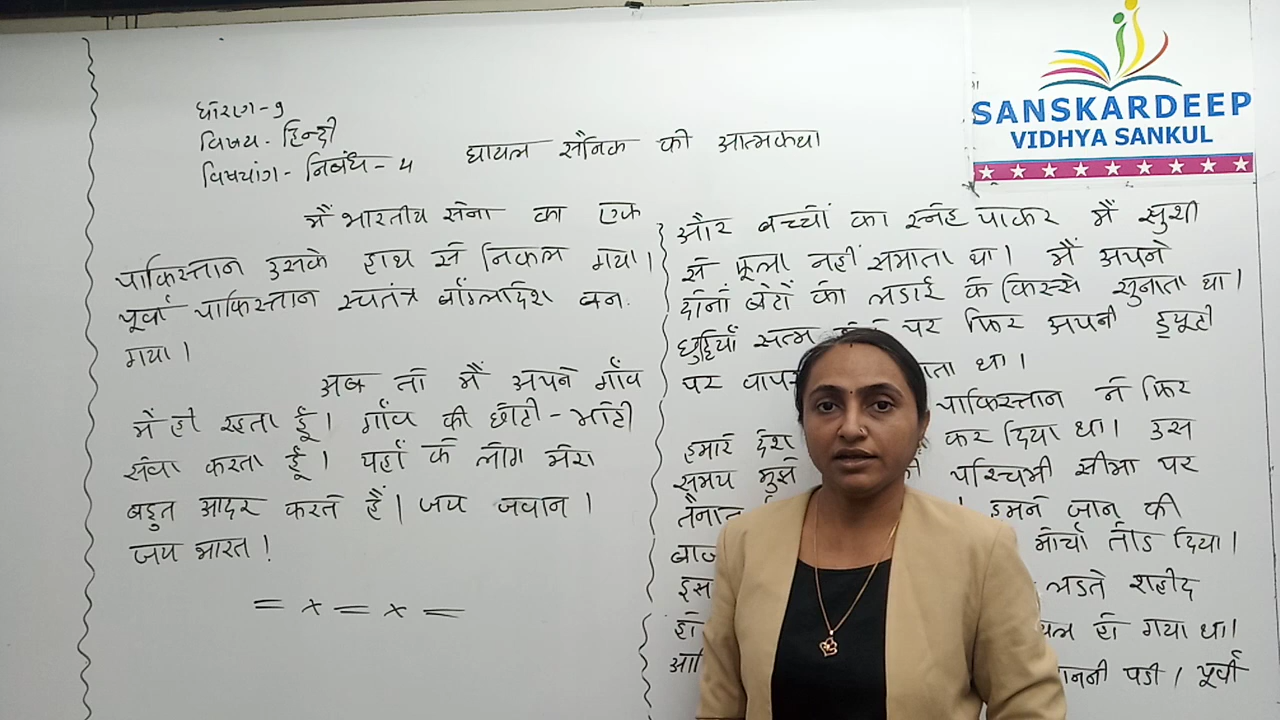 धोरण-9
विषय- हिन्दी
विषयांग- निबंध-4
घायल सैनिक की आत्मकथा
मैं भारतीय सेना का एक
पाकिस्तान उसके हाथ से निकल गया।
पूर्वी पाकिस्तान स्वतंत्र बाँग्लादेश बन
गया।
अब तो मैं अपने गाँव
में ही रहता हूँ। गाँव की छोटी-मोटी
सेवा करता हूँ। यहाँ के लोग मेरा
बहुत आदर करते हैं। जय जवान।
जय भारत!
= x = x =
और बच्चों का स्नेह पाकर मैं खुशी
से फूला नहीं समाता था। मैं अपने
दोनों बेटों को लडाई के किस्से सुनाता था।
छुट्टियाँ खत्म पर फिर अपनी ड्यूटी
पर था।
पाकिस्तान ने फिर
हमारे देश कर दिया था। उस
समय मुझे पश्चिमी सीमा पर
तैनात हमने जान की
मोर्चा तोड दिया।
इस लडते शहीद
हो गया था।
पडी। पूर्वी
SANSKARDEEP
VIDHYA SANKUL